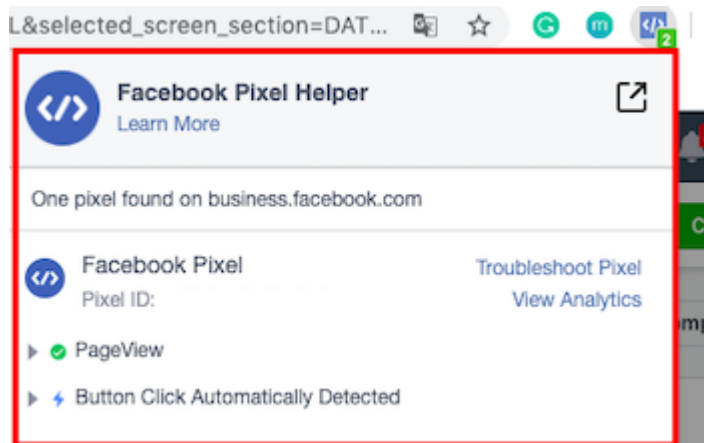 L&selected_screen_section=DAT...
2
Facebook Pixel Helper
Learn More
One pixel found on business.facebook.com
Facebook Pixel
Troubleshoot Pixel
Pixel ID:
View Analytics
PageView
Button Click Automatically Detected